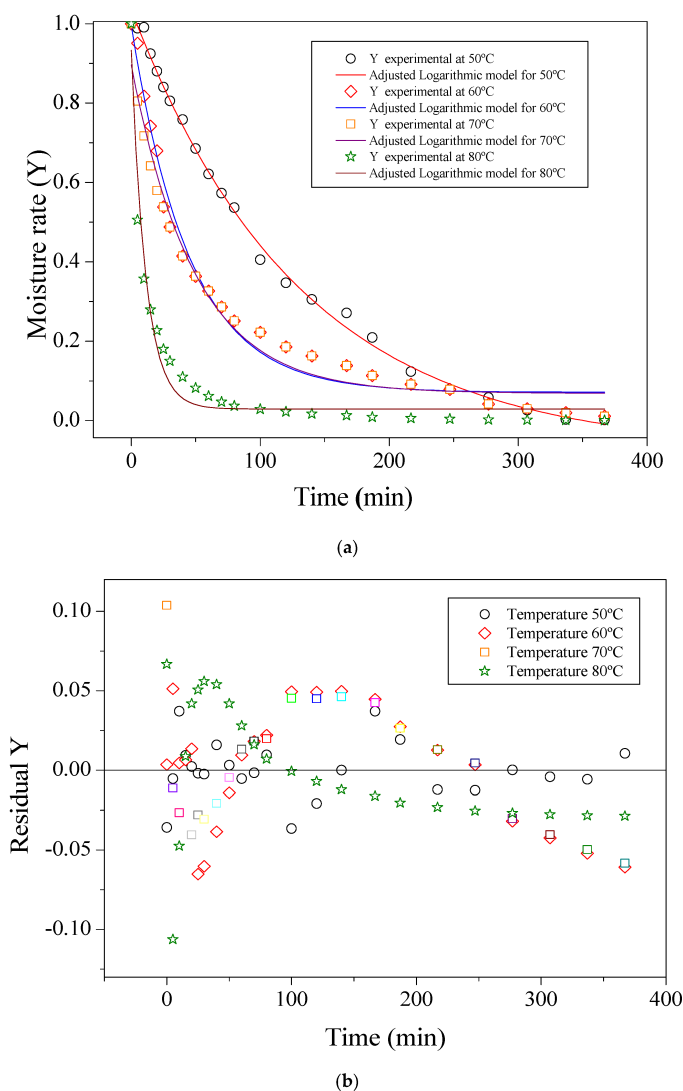 1.0
0.8
0.6
0.4
0.2
0.0
Moisture rate (Y)
Y experimental at 50ºC
Adjusted Logarithmic model for 50ºC
Y experimental at 60ºC
Adjusted Logarithmic model for 60ºC
Y experimental at 70ºC
Adjusted Logarithmic model for 70ºC
Y experimental at 80ºC
Adjusted Logarithmic model for 80ºC
0 100 200 300 400
Time (min)
(a)
0.10
0.05
0.00
-0.05
-0.10
Residual Y
Temperature 50ºC
Temperature 60ºC
Temperature 70ºC
Temperature 80ºC
0 100 200 300 400
Time (min)
(b)